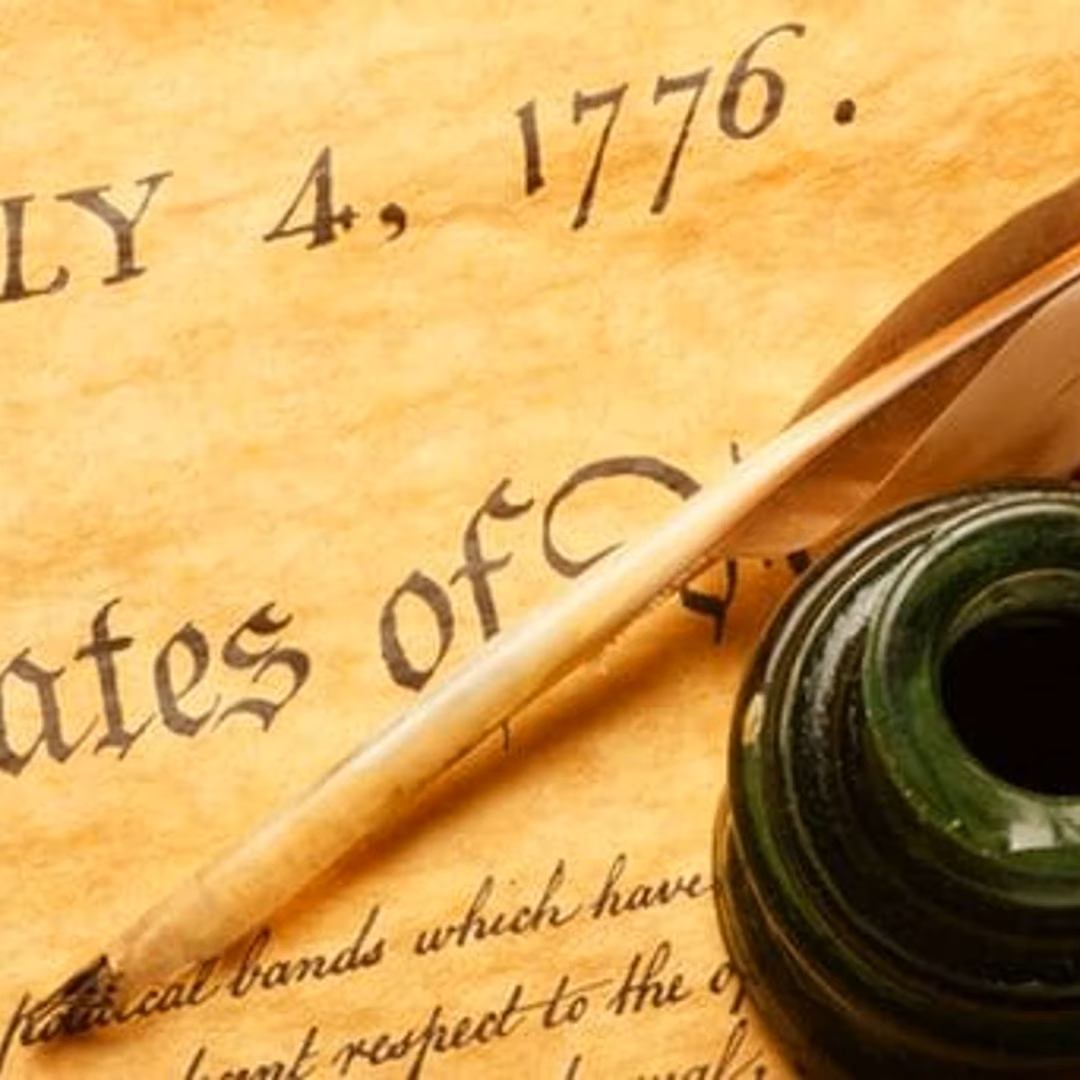 LY 4, 1776.
ates of
bands which have
respect to the